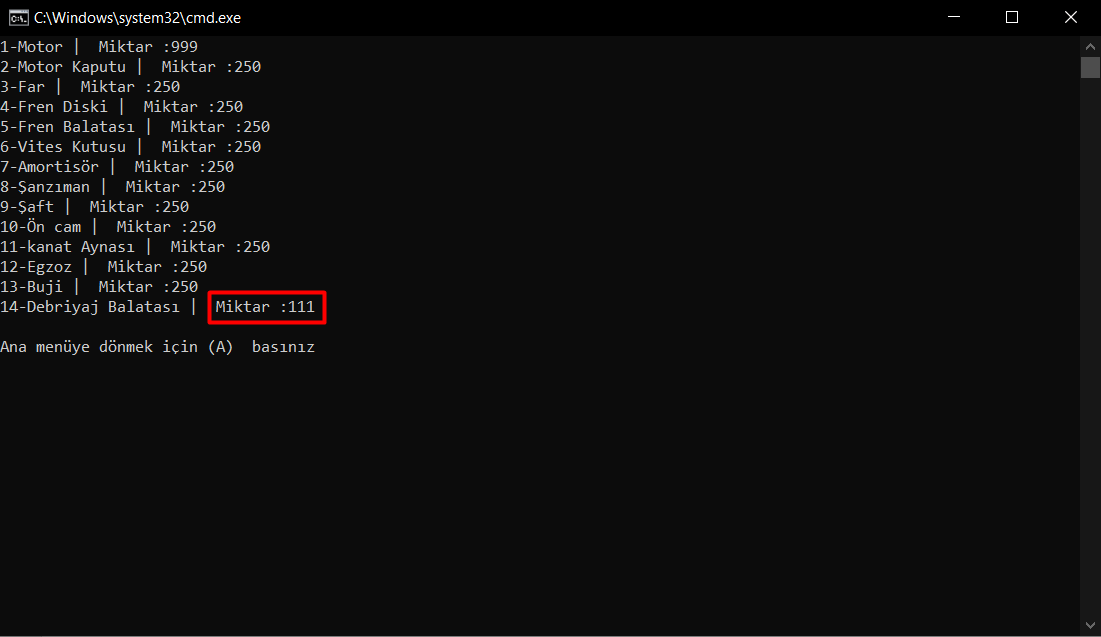 C:\Windows\system32\cmd.exe
1-Motor |  Miktar :999
2-Motor Kaputu |  Miktar :250
3-Far |  Miktar :250
4-Fren Diski |  Miktar :250
5-Fren Balatası |  Miktar :250
6-Vites Kutusu |  Miktar :250
7-Amortisör |  Miktar :250
8-Şanzıman |  Miktar :250
9-Şaft |  Miktar :250
10-Ön cam |  Miktar :250
11-kanat Aynası |  Miktar :250
12-Egzoz |  Miktar :250
13-Buji |  Miktar :250
14-Debriyaj Balatası |  Miktar :111
Ana menüye dönmek için (A)  basınız